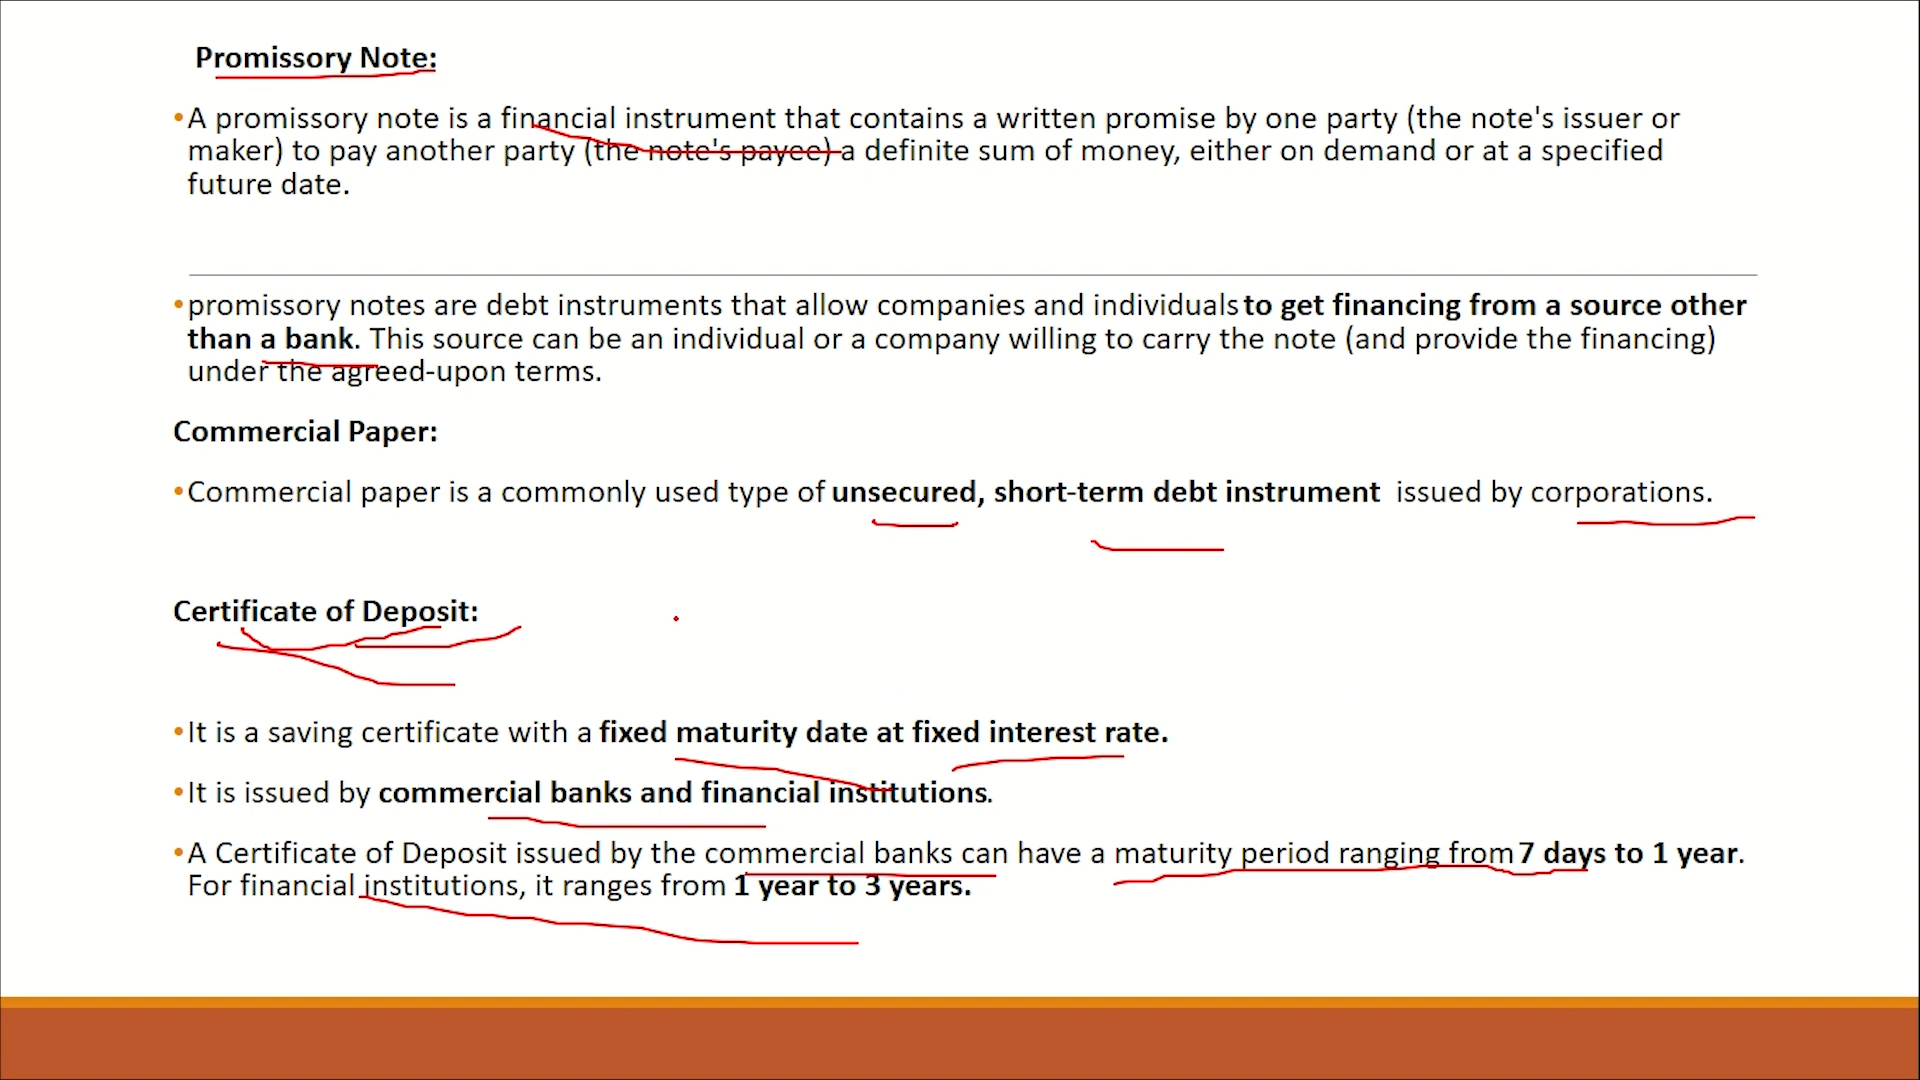 Promissory Note:
•A promissory note is a financial instrument that contains a written promise by one party (the note's issuer or
maker) to pay another party (the note's payee) a definite sum of money, either on demand or at a specified
future date.
•promissory notes are debt instruments that allow companies and individuals to get financing from a source other
than a bank. This source can be an individual or a company willing to carry the note (and provide the financing)
under the agreed-upon terms.
Commercial Paper:
•Commercial paper is a commonly used type of unsecured, short-term debt instrument issued by corporations.
Certificate of Deposit:
•It is a saving certificate with a fixed maturity date at fixed interest rate.
•It is issued by commercial banks and financial institutions.
•A Certificate of Deposit issued by the commercial banks can have a maturity period ranging from 7 days to 1 year.
For financial institutions, it ranges from 1 year to 3 years.